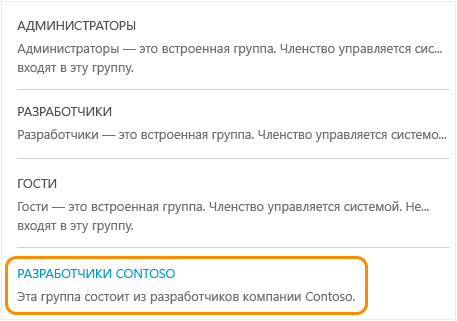 АДМИНИСТРАТОРЫ
Администраторы — это встроенная группа. Членство управляется сис...
входят в эту группу.
РАЗРАБОТЧИКИ
Разработчики — это встроенная группа. Членство управляется системо...
ГОСТИ
Гости — это встроенная группа. Членство управляется системой. Не...
входят в эту группу.
РАЗРАБОТЧИКИ CONTOSO
Эта группа состоит из разработчиков компании Contoso.